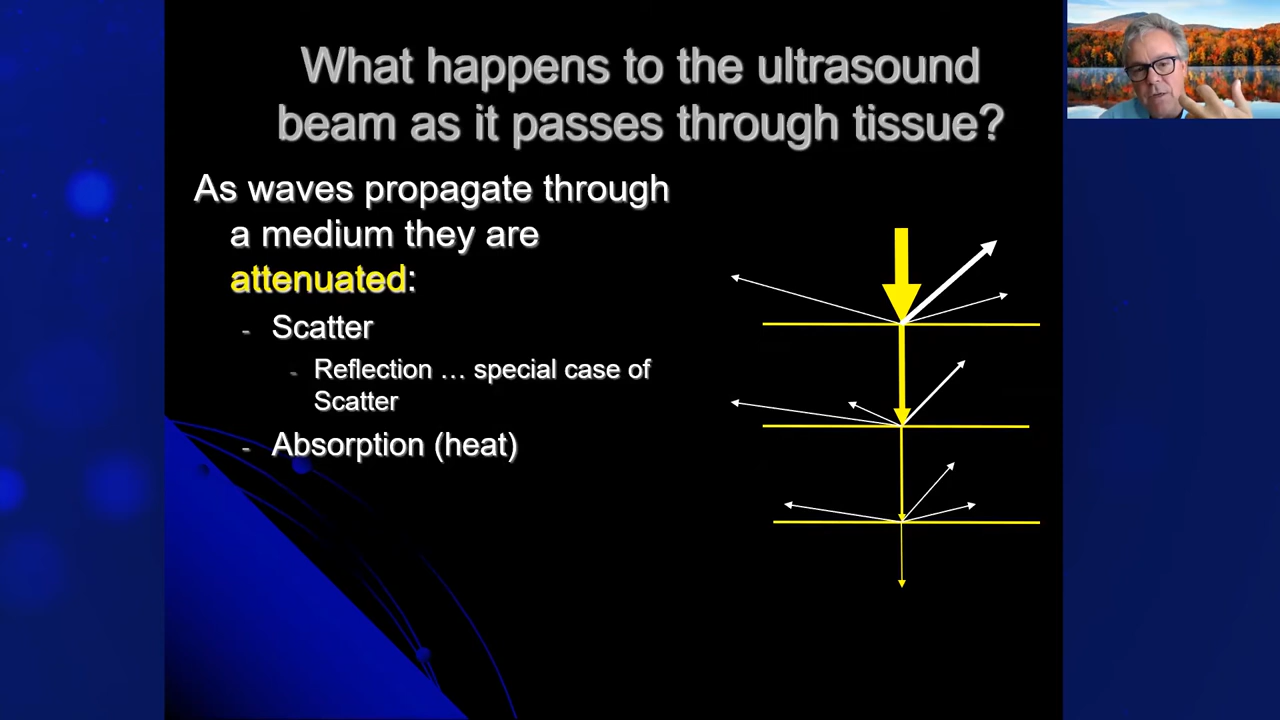 What happens to the ultrasound
beam as it passes through tissue?
As waves propagate through
a medium they are
attenuated:
- Scatter
- Reflection … special case of
Scatter
- Absorption (heat)